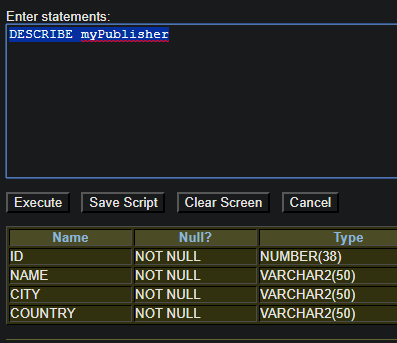 Enter statements:
DESCRIBE myPublisher
Execute Save Script Clear Screen Cancel
Name Null? Type
ID NOT NULL NUMBER(38)
NAME NOT NULL VARCHAR2(50)
CITY NOT NULL VARCHAR2(50)
COUNTRY NOT NULL VARCHAR2(50)